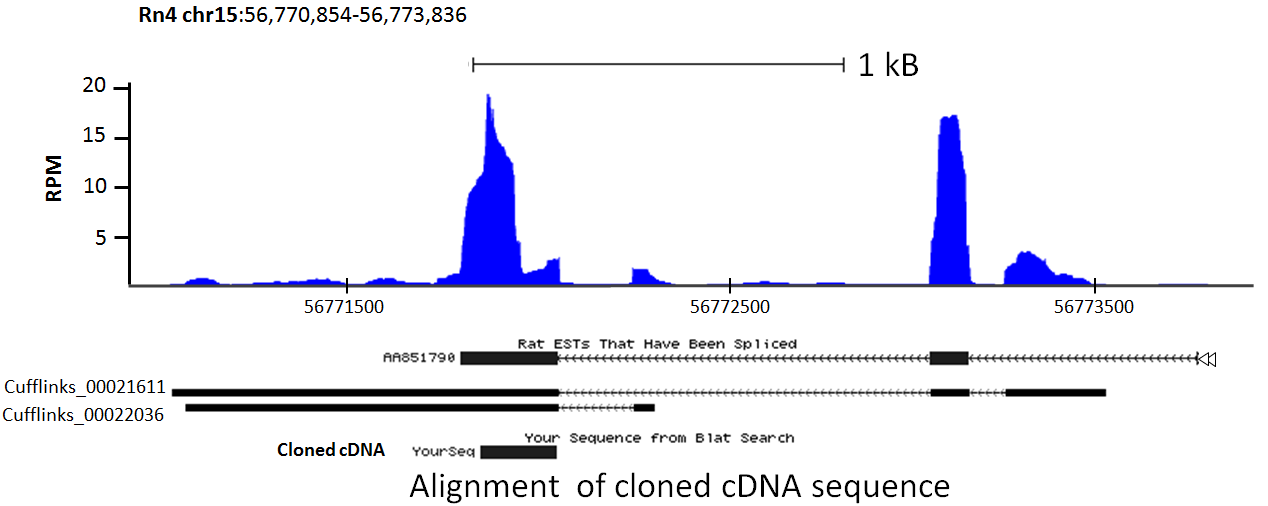 Rn4 chr15:56,770,854-56,773,836
1 kB
20
15
10
5
RPM
56771500
56772500
56773500
Rat ESTs That Have Been Spliced
AA851790
Cufflinks_00021611
Cufflinks_00022036
Your Sequence from Blat Search
Cloned cDNA YourSeq
Alignment of cloned cDNA sequence